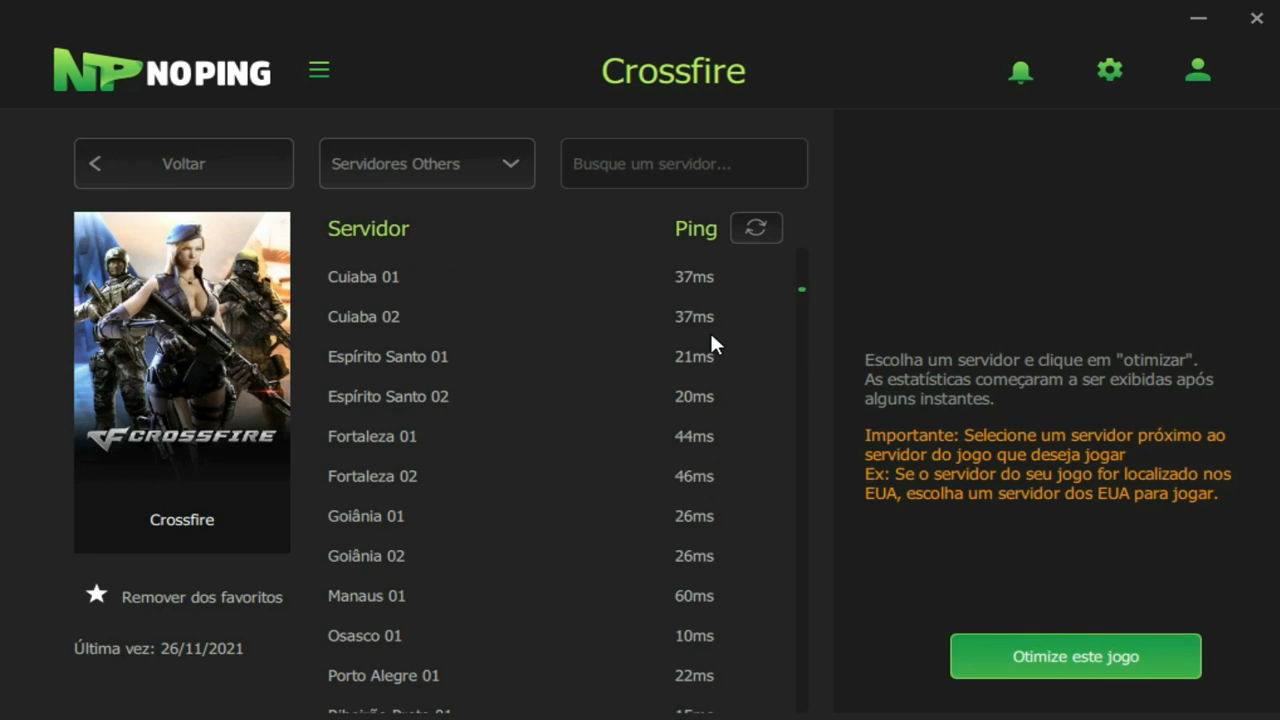 NP NOPING
Crossfire
Voltar
Servidores Others
Busque um servidor...
Servidor Ping
Cuiaba 01 37ms
Cuiaba 02 37ms
Espírito Santo 01 21ms
Espírito Santo 02 20ms
Fortaleza 01 44ms
Fortaleza 02 46ms
Goiânia 01 26ms
Goiânia 02 26ms
Manaus 01 60ms
Osasco 01 10ms
Porto Alegre 01 22ms
CF CROSSFIRE
Crossfire
Remover dos favoritos
Última vez: 26/11/2021
Escolha um servidor e clique em "otimizar".
As estatísticas começaram a ser exibidas após
alguns instantes.
Importante: Selecione um servidor próximo ao
servidor do jogo que deseja jogar
Ex: Se o servidor do seu jogo for localizado nos
EUA, escolha um servidor dos EUA para jogar.
Otimize este jogo